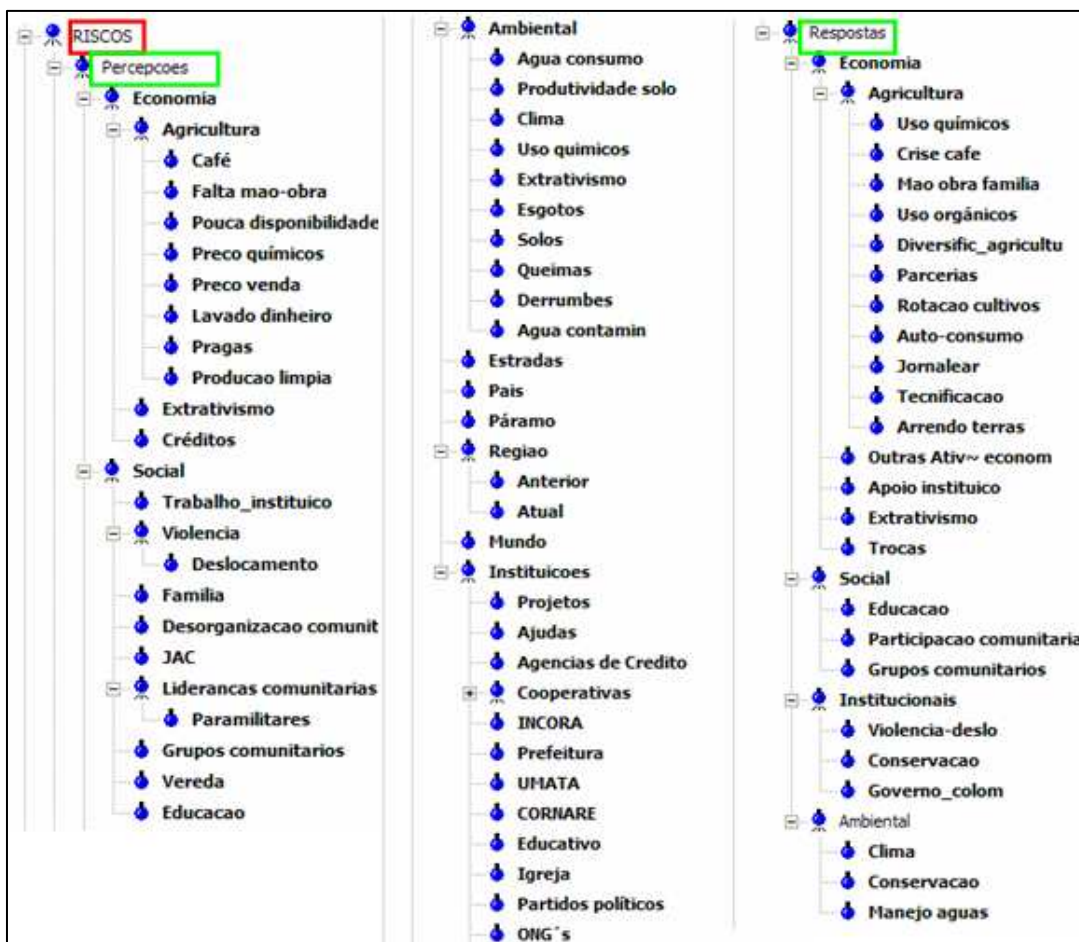 RISCOS
Percepcoes
Economia
Agricultura
Café
Falta mao-obra
Pouca disponibilidade
Preco químicos
Preco venda
Lavado dinheiro
Pragas
Producao limpia
Extrativismo
Créditos
Social
Trabalho_instituico
Violencia
Deslocamento
Familia
Desorganizacao comunit
JAC
Liderancas comunitarias
Paramilitares
Grupos comunitarios
Vereda
Educacao
Ambiental
Agua consumo
Produtividade solo
Clima
Uso quimicos
Extrativismo
Esgotos
Solos
Queimas
Derrumbes
Agua contamin
Estradas
Pais
Páramo
Regiao
Anterior
Atual
Mundo
Instituicoes
Projetos
Ajudas
Agencias de Credito
Cooperativas
INCORA
Prefeitura
UMATA
CORNARE
Educativo
Igreja
Partidos políticos
ONG´s
Respostas
Economia
Agricultura
Uso químicos
Crise cafe
Mao obra familia
Uso orgánicos
Diversific_agricultu
Parcerias
Rotacao cultivos
Auto-consumo
Jornalear
Tecnificacao
Arrendo terras
Outras Ativ~ econom
Apoio instituico
Extrativismo
Trocas
Social
Educacao
Participacao comunitaria
Grupos comunitarios
Institucionais
Violencia-deslo
Conservacao
Governo_colom
Ambiental
Clima
Conservacao
Manejo aguas